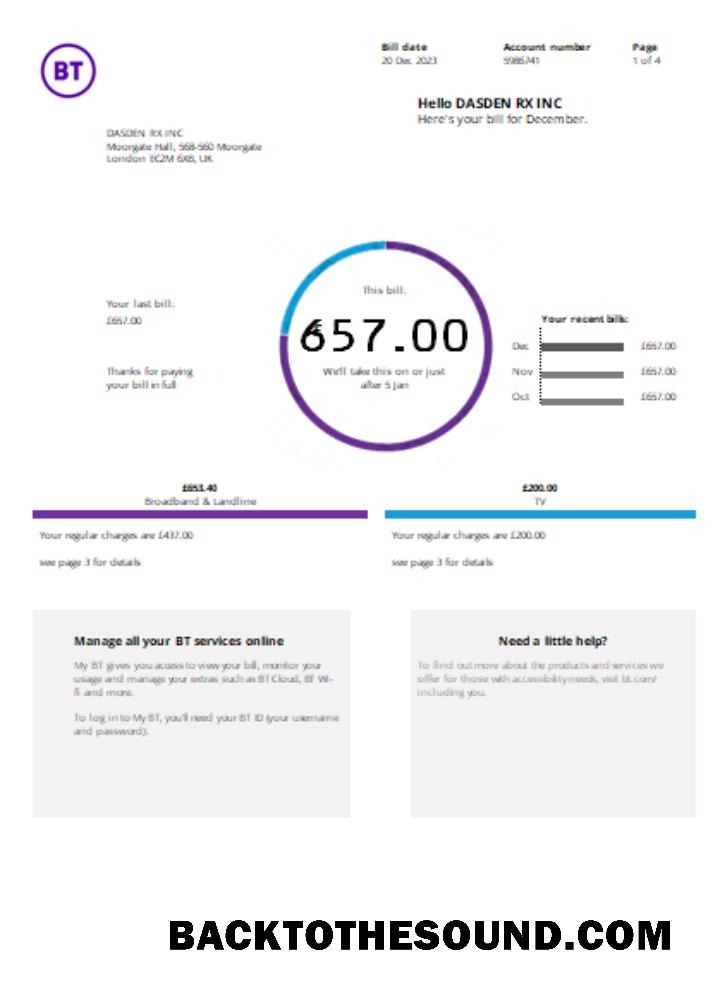 BT
Bill date
20 Dec 2023
Account number
5986741
Page
1 of 4
Hello DASDEN RX INC
Here's your bill for December.
DASDEN RX INC
Moorgate Hall, 568-560 Moorgate
London EC2M 6XB, UK
Your last bill:
£657.00
Thanks for paying
your bill in full
This bill:
657.00
We'll take this on or just
after 5 Jan
Your recent bills:
Dec £657.00
Nov £657.00
Oct £657.00
£653.40
Broadband & Landline
Your regular charges are £437.00
see page 3 for details
£200.00
TV
Your regular charges are £200.00
see page 3 for details
Manage all your BT services online
My BT gives you access to view your bill, monitor your
usage and manage your extras such as BT Cloud, BT Wi-
fi and more.
To log in to My BT, you'll need your BT ID (your username
and password).
Need a little help?
To find out more about the products and services we
offer for those with accessibility needs, visit bt.com/
including you.
BACKTOTHESOUND.COM